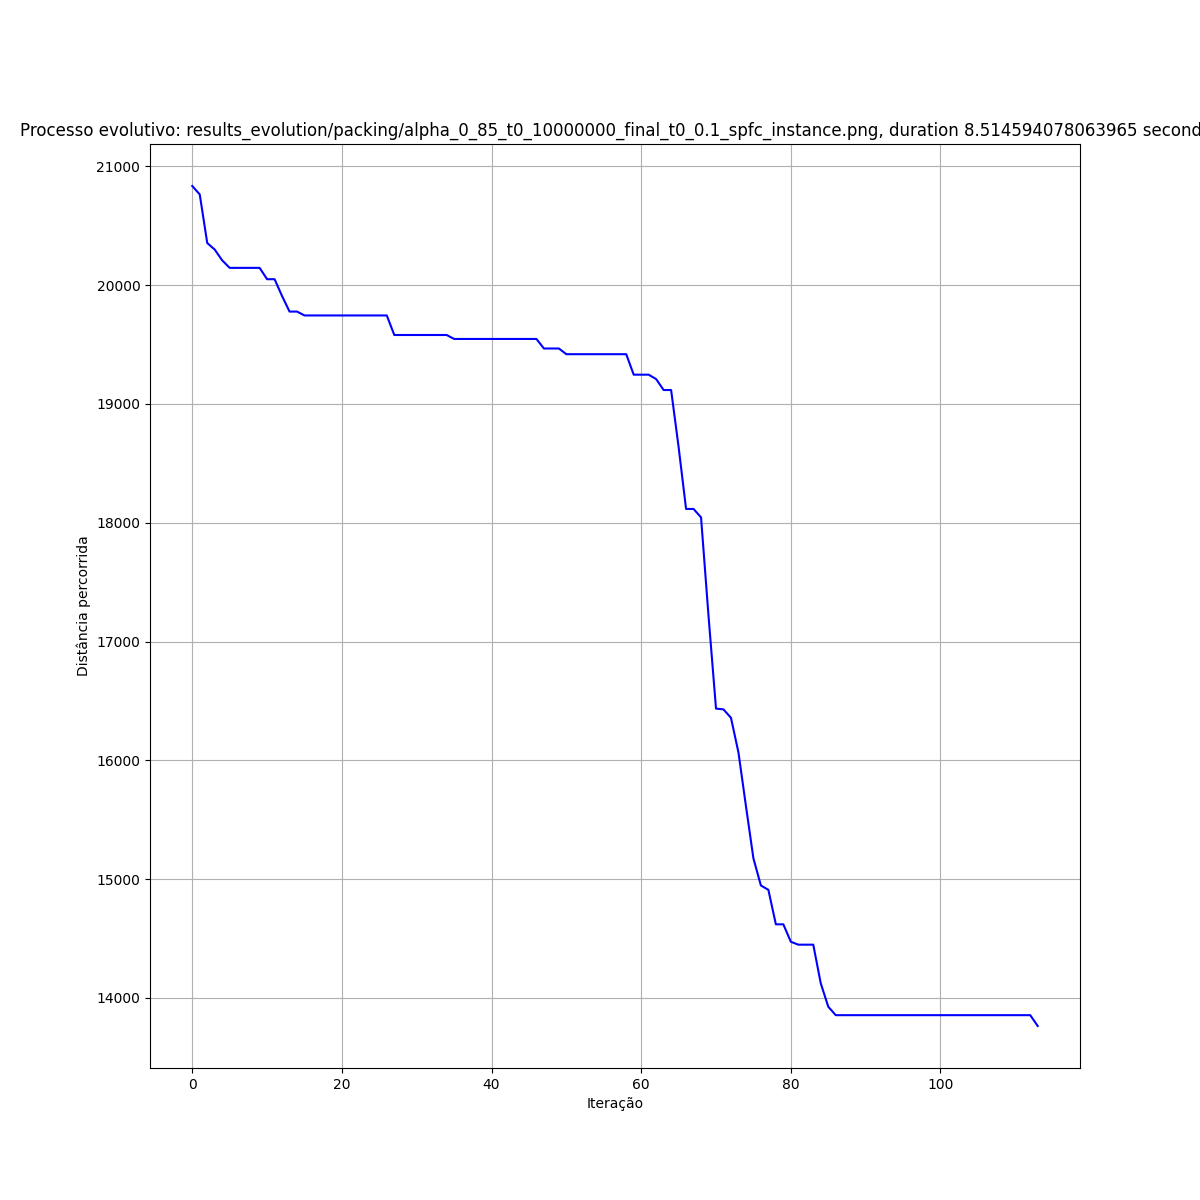 Processo evolutivo: results_evolution/packing/alpha_0_85_t0_10000000_final_t0_0.1_spfc_instance.png, duration 8.514594078063965 second
21000
20000
19000
18000
17000
16000
15000
14000
Distância percorrida
0 20 40 60 80 100
Iteração